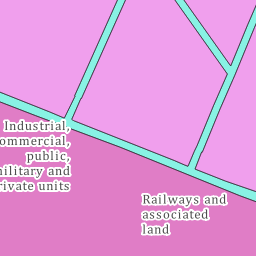 Industrial,
ommercial,
public,
ilitary and
rivate units
Railways and
associated
land